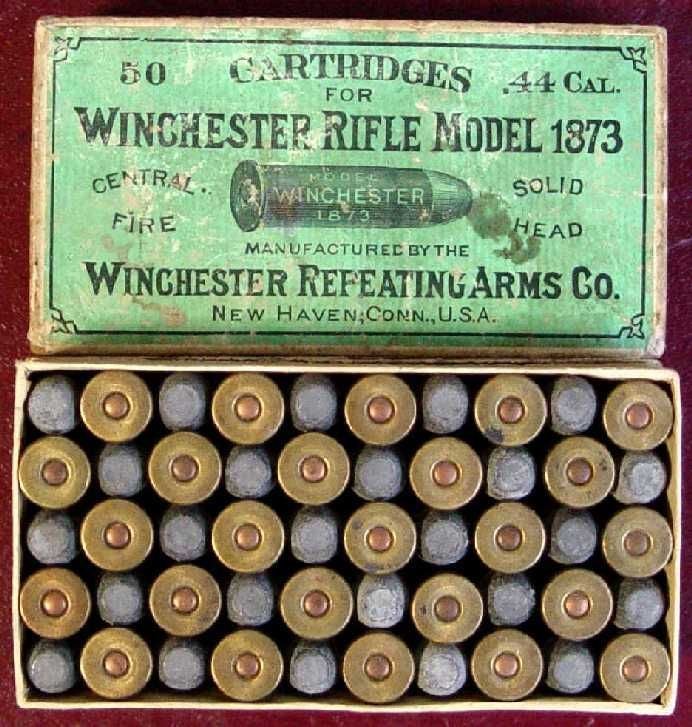 50 CARTRIDGES .44 CAL.
FOR
WINCHESTER RIFLE MODEL 1873
CENTRAL FIRE
MODEL
WINCHESTER
1873
SOLID HEAD
MANUFACTURED BY THE
WINCHESTER REPEATING ARMS CO.
NEW HAVEN, CONN., U.S.A.